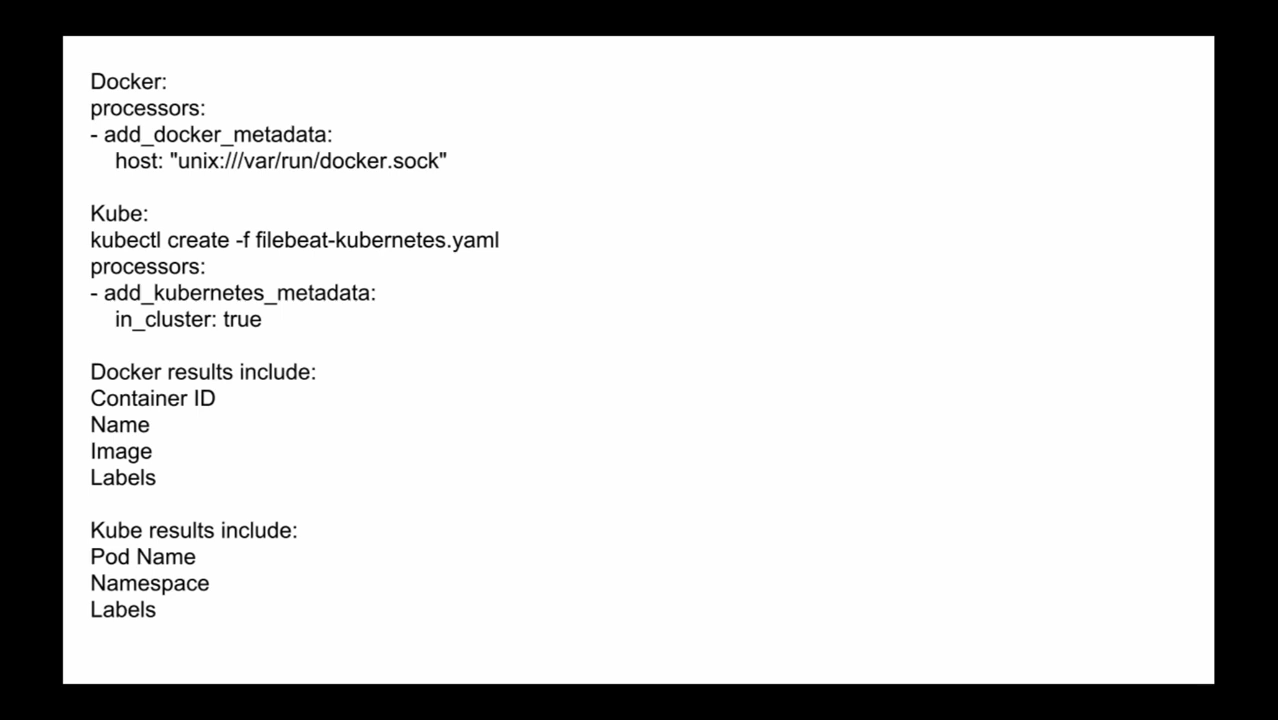 Docker:
processors:
- add_docker_metadata:
host: "unix:///var/run/docker.sock"
Kube:
kubectl create -f filebeat-kubernetes.yaml
processors:
- add_kubernetes_metadata:
in_cluster: true
Docker results include:
Container ID
Name
Image
Labels
Kube results include:
Pod Name
Namespace
Labels